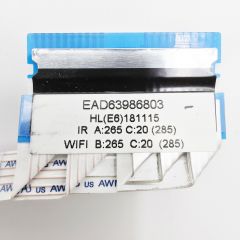 EAD63986803
HL(E6)181115
IR A:265 C:20 (285)
WIFI B:265 C:20 (285)